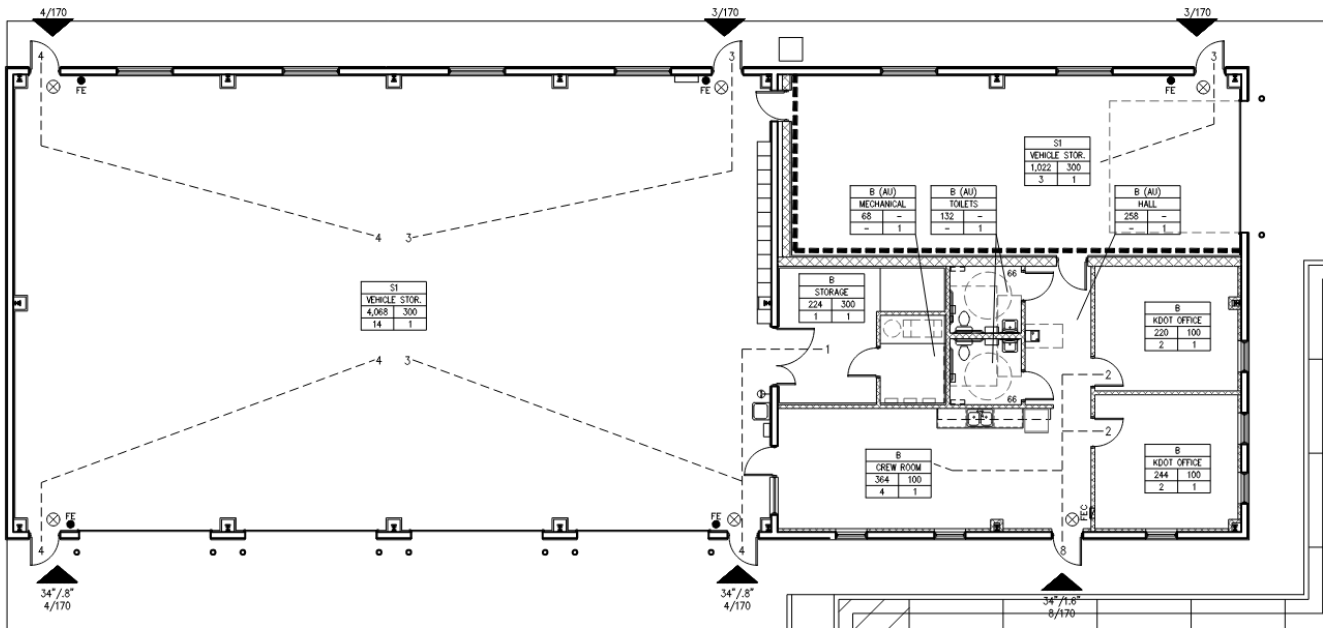 4/170
3/170
3/170
4
3
3
FE
FE
FE
S1
VEHICLE STOR.
1,022 300
3 1
B (AU)
MECHANICAL
68 -
- 1
B (AU)
TOILETS
132 -
- 1
B (AU)
HALL
258 -
- 1
4 3
66
S1
VEHICLE STOR.
4,068 300
14 1
B
STORAGE
224 300
1 1
B
KDOT OFFICE
220 100
2 1
4 3
1
2
66
2
B
CREW ROOM
364 100
4 1
B
KDOT OFFICE
244 100
2 1
FE
FE
FEC
4
4
8
34"/.8"
4/170
34"/.8"
4/170
34"/1.6"
8/170